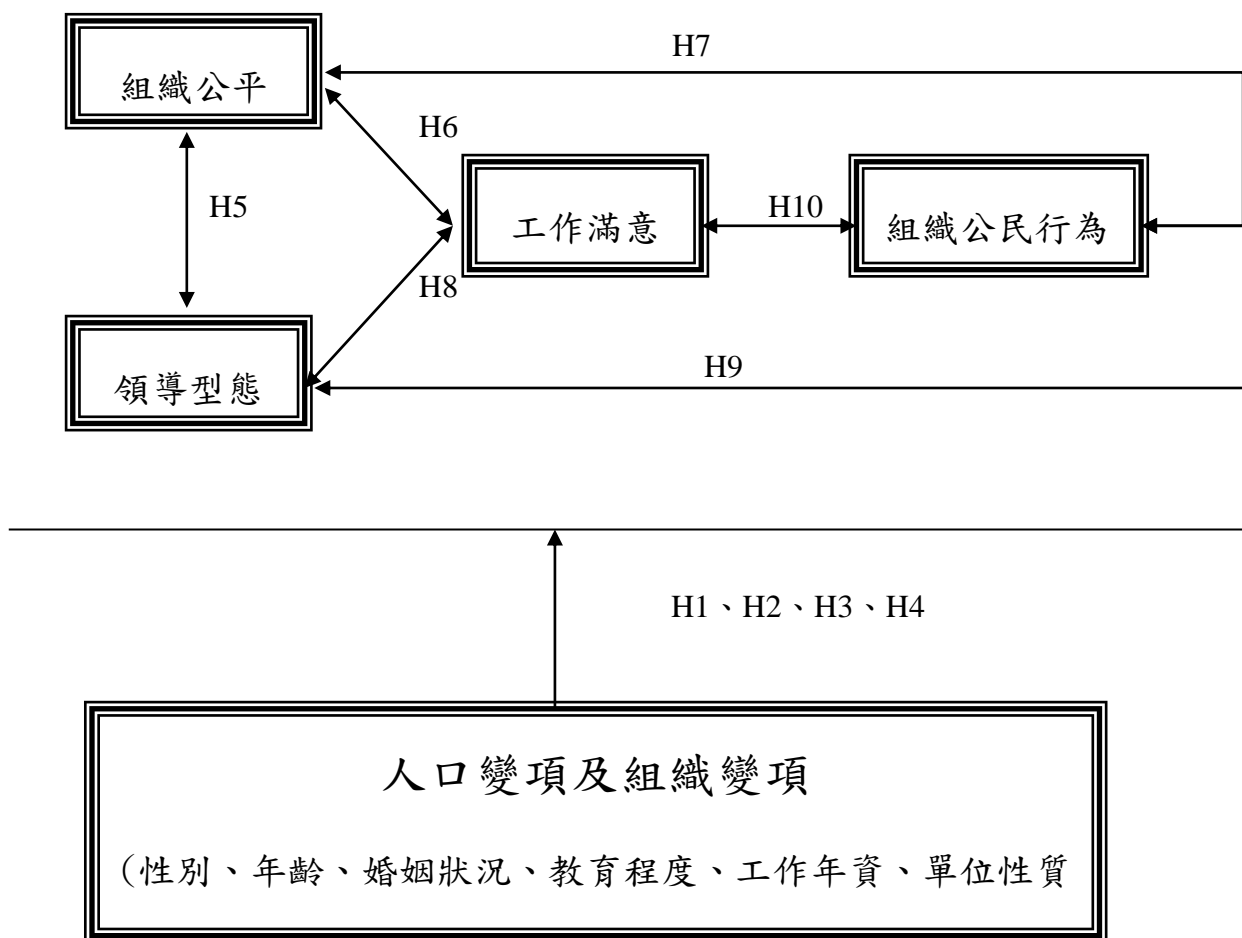 H7
組織公平
H6
H5
工作滿意
H10
組織公民行為
H8
領導型態
H9
H1、H2、H3、H4
人口變項及組織變項
（性別、年齡、婚姻狀況、教育程度、工作年資、單位性質